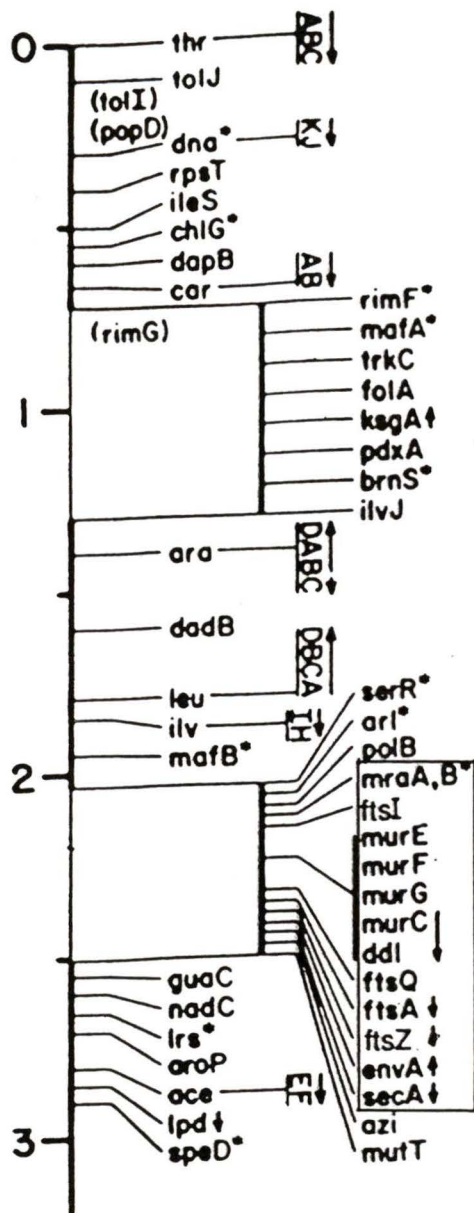 0
thr ABC
tolJ
(tolI)
(popD)
dna* KJ
rpsT
ileS
chlG*
dapB
car AB
rimF*
(rimG) mafA*
trkC
folA
1
ksgA↑
pdxA
brnS*
ilvJ
ara DABC
dadB
leu DBCA
serR*
ilv IH
arl*
mafB* polB
2
mraA,B*
ftsI
murE
murF
murG
murC
ddl
guaC ftsQ
nadC ftsA↓
lrs* ftsZ↓
aroP
ace EF envA↑
lpd↓ secA↓
azi
3
speD* mutT